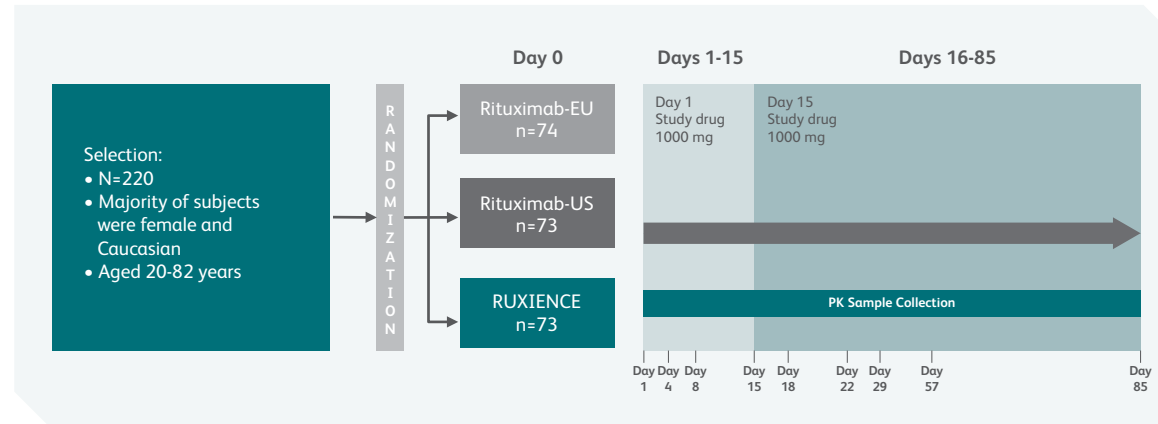 Day 0
Days 1-15
Days 16-85
Selection:
• N=220
• Majority of subjects
were female and
Caucasian
• Aged 20-82 years
RANDOMIZATION
Rituximab-EU
n=74
Rituximab-US
n=73
RUXIENCE
n=73
Day 1
Study drug
1000 mg
Day 15
Study drug
1000 mg
PK Sample Collection
Day
1
Day
4
Day
8
Day
15
Day
18
Day
22
Day
29
Day
57
Day
85